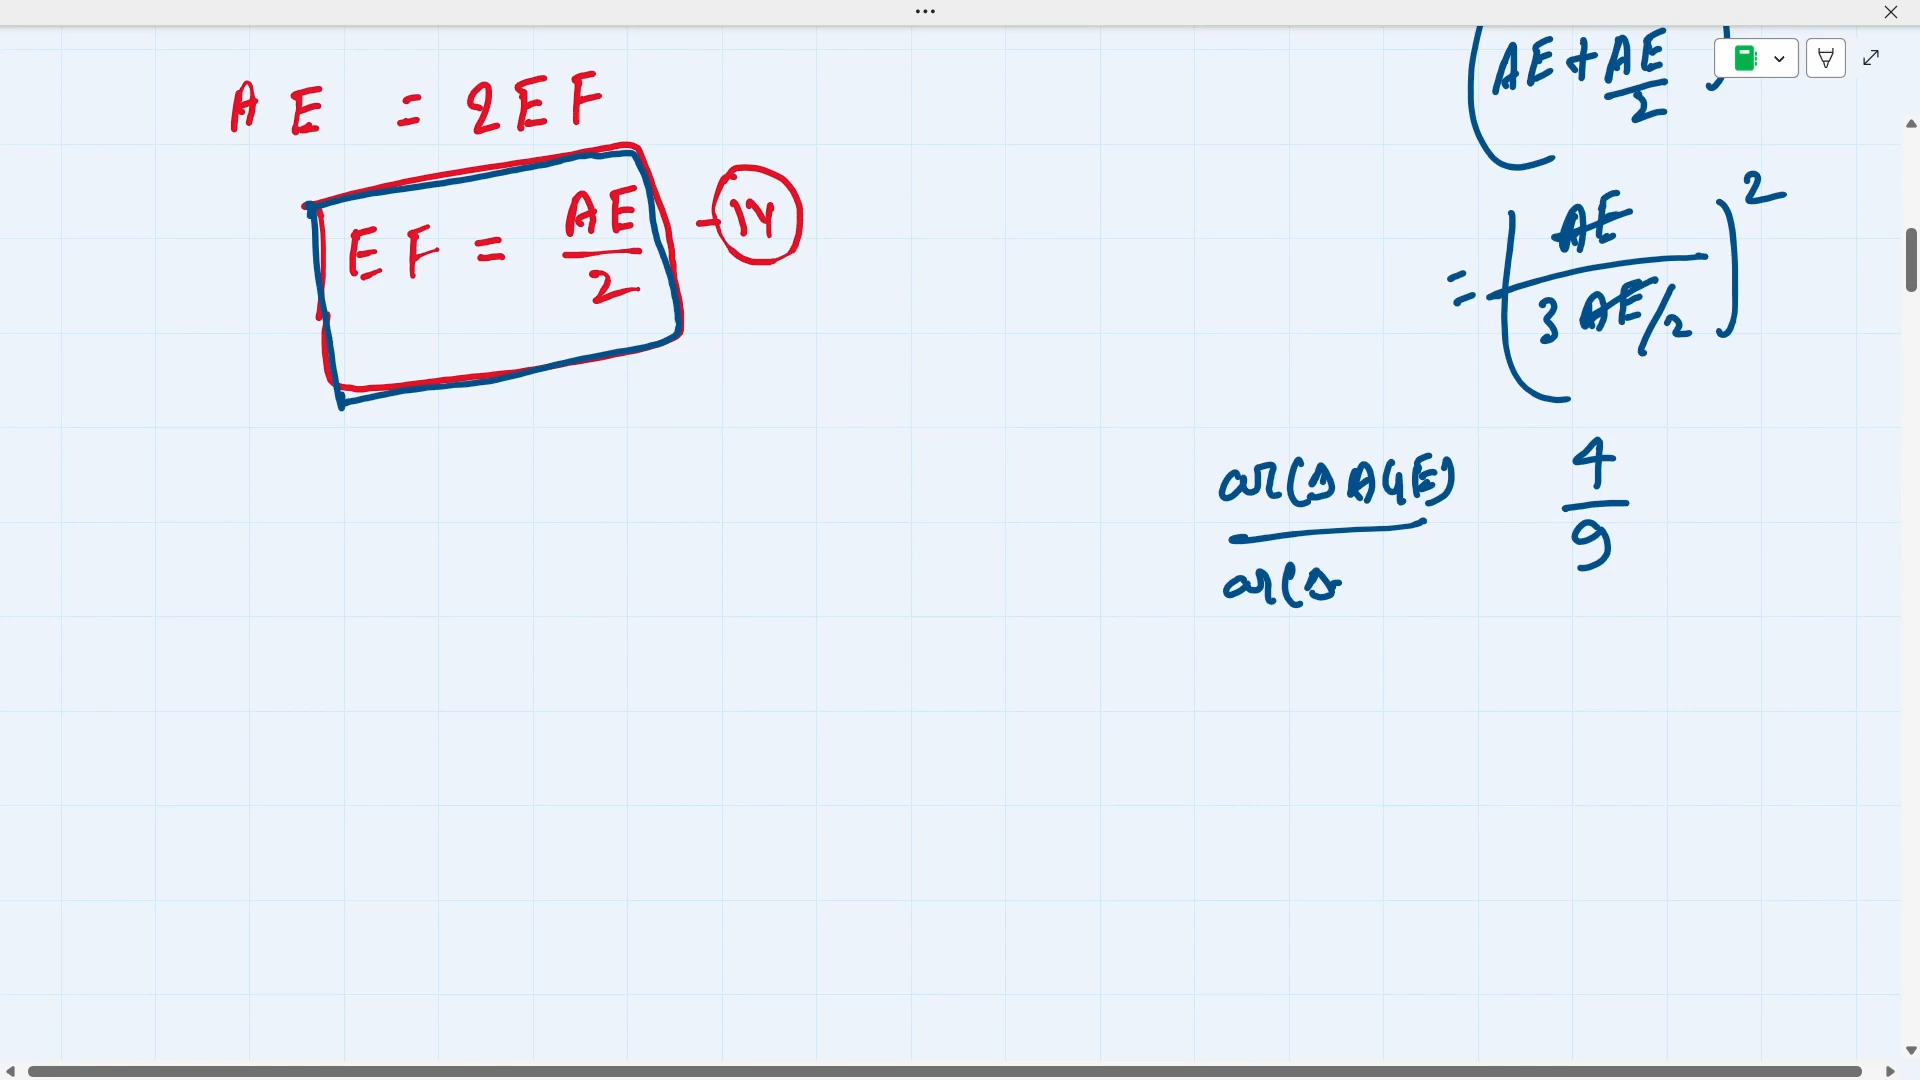 AE = 2EF
EF = AE/2 - 14
(AE + AE/2)
= (AE / 3AE/2)²
ar(△AGE) / ar(△ 4/9